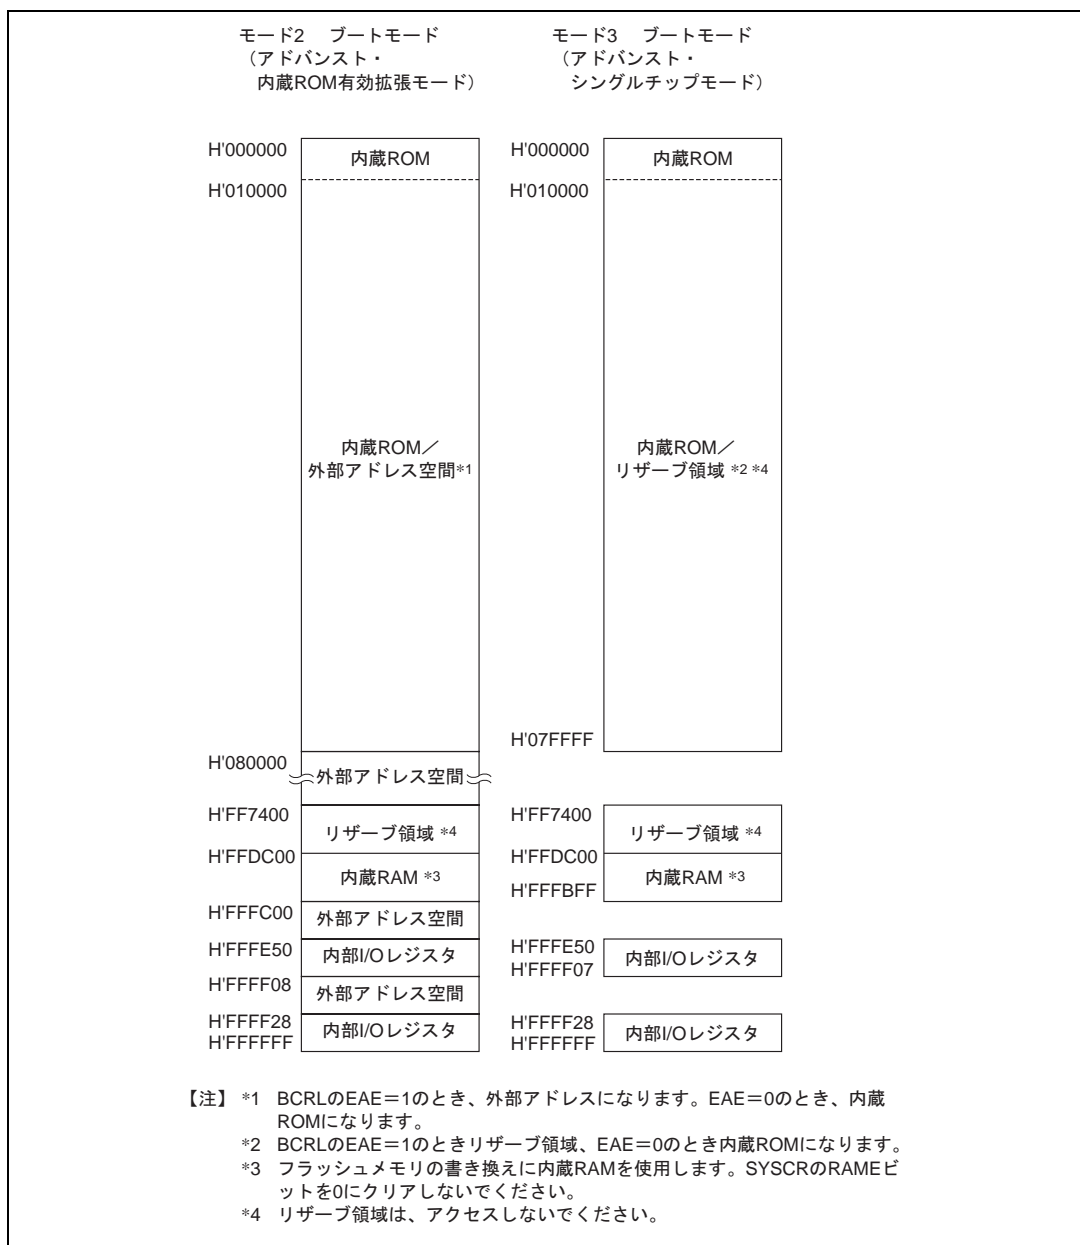 モード2　ブートモード
（アドバンスト・
内蔵ROM有効拡張モード）
H'000000
内蔵ROM
H'010000
内蔵ROM／
外部アドレス空間*1
H'080000
外部アドレス空間
H'FF7400
リザーブ領域 *4
H'FFDC00
内蔵RAM *3
H'FFFC00
外部アドレス空間
H'FFFE50
内部I/Oレジスタ
H'FFFF08
外部アドレス空間
H'FFFF28
内部I/Oレジスタ
H'FFFFFF
モード3　ブートモード
（アドバンスト・
シングルチップモード）
H'000000
内蔵ROM
H'010000
内蔵ROM／
リザーブ領域 *2 *4
H'07FFFF
H'FF7400
リザーブ領域 *4
H'FFDC00
内蔵RAM *3
H'FFFBFF
H'FFFE50
内部I/Oレジスタ
H'FFFF07
H'FFFF28
内部I/Oレジスタ
H'FFFFFF
【注】 *1　BCRLのEAE＝1のとき、外部アドレスになります。EAE＝0のとき、内蔵
ROMになります。
*2　BCRLのEAE＝1のときリザーブ領域、EAE＝0のとき内蔵ROMになります。
*3　フラッシュメモリの書き換えに内蔵RAMを使用します。SYSCRのRAMEビ
ットを0にクリアしないでください。
*4　リザーブ領域は、アクセスしないでください。